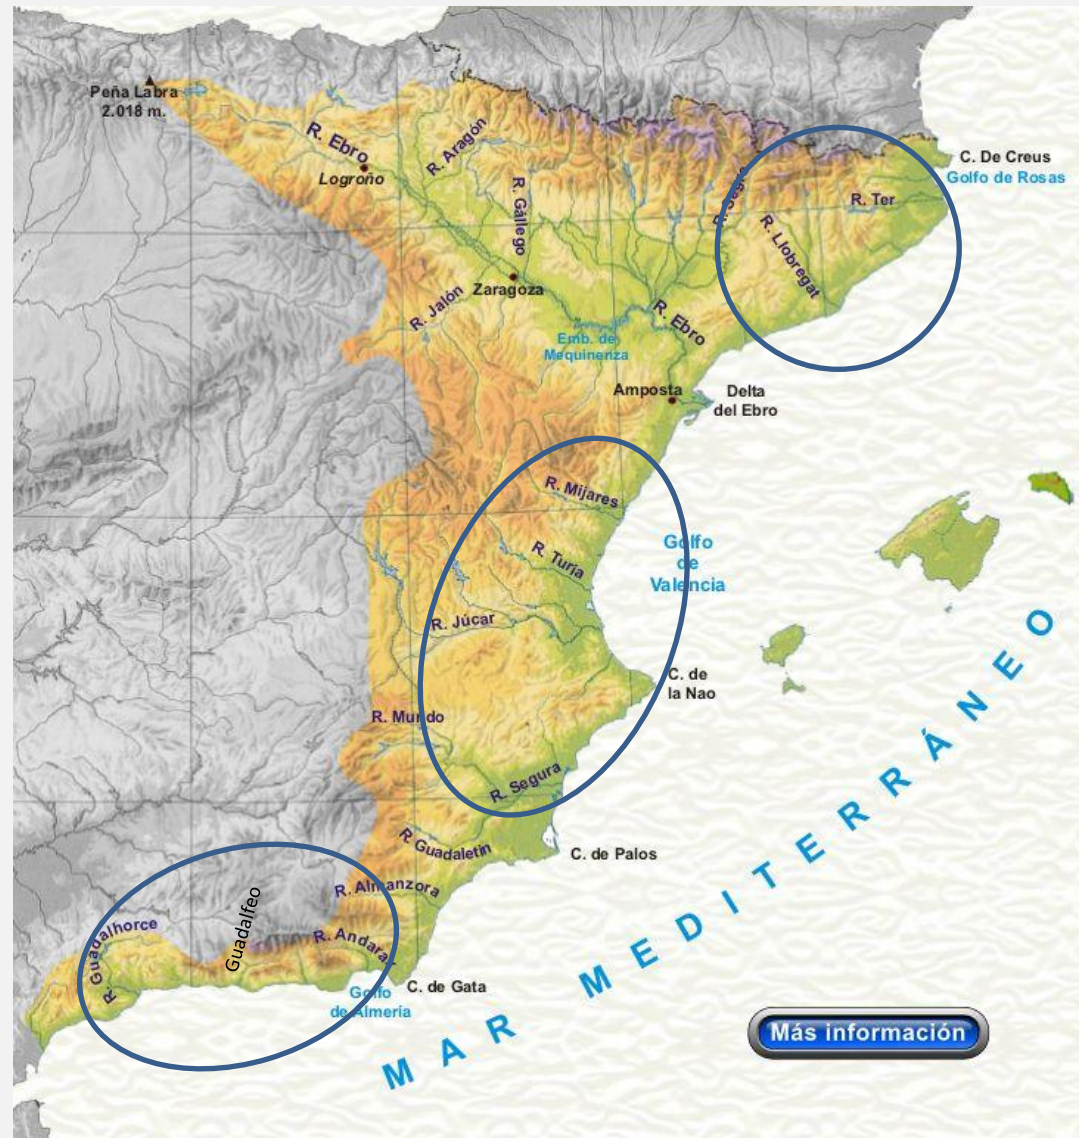 Peña Labra
2.018 m.
R. Ebro
Logroño
R. Aragón
R. Gállego
R. Segre
R. Ter
C. De Creus
Golfo de Rosas
R. Llobregat
Zaragoza
R. Jalón
R. Ebro
Emb. de
Mequinenza
Amposta
Delta
del Ebro
R. Mijares
R. Turia
Golfo
de
Valencia
R. Júcar
C. de
la Nao
R. Mundo
R. Segura
R. Guadaletin
C. de Palos
R. Almanzora
R. Andarax
Guadalfeo
R. Guadalhorce
C. de Gata
Golfo
de Almería
MAR MEDITERRÁNEO
Más información